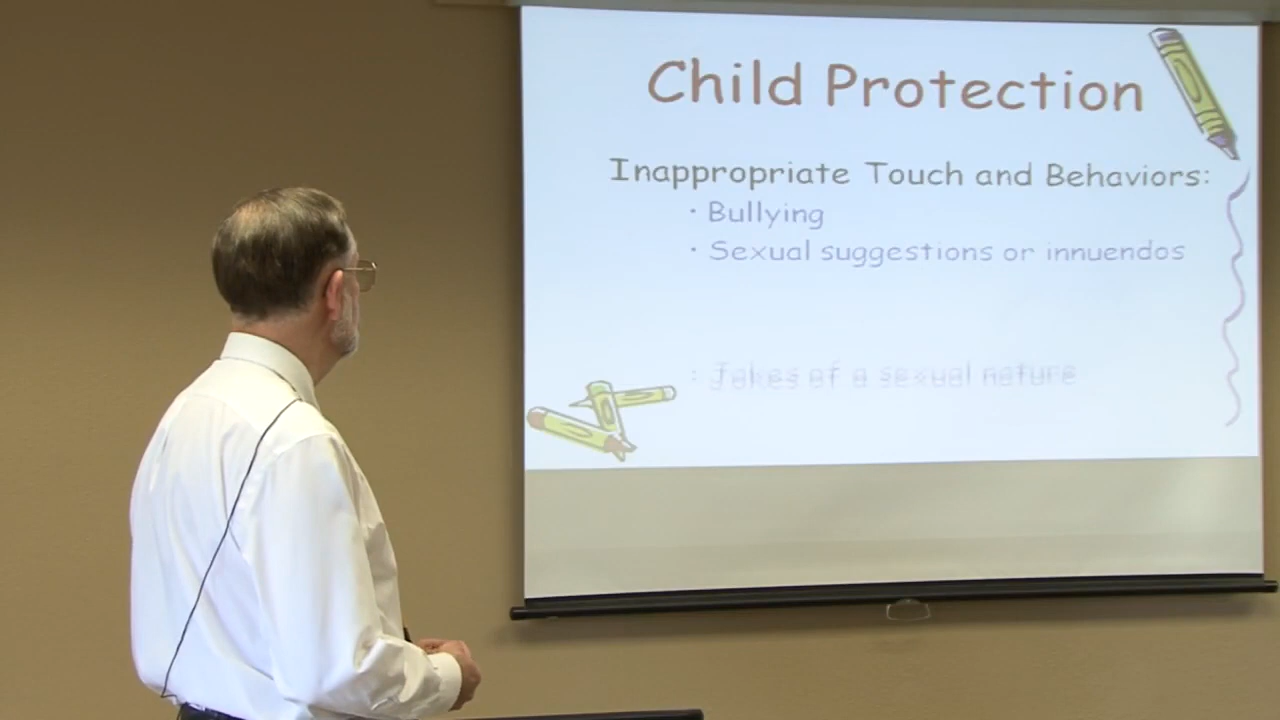 Child Protection
Inappropriate Touch and Behaviors:
· Bullying
· Sexual suggestions or innuendos
· Jokes of a sexual nature